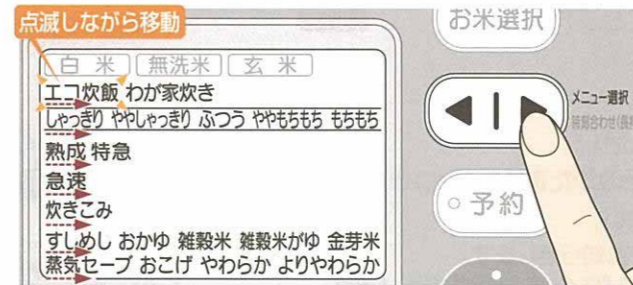 点滅しながら移動
白米 無洗米 玄米
エコ炊飯 わが家炊き
しゃっきり ややしゃっきり ふつう ややもちもち もちもち
熟成 特急
急速
炊きこみ
すしめし おかゆ 雑穀米 雑穀米がゆ 金芽米
蒸気セーブ おこげ やわらか よりやわらか
お米選択
メニュー選択
予約